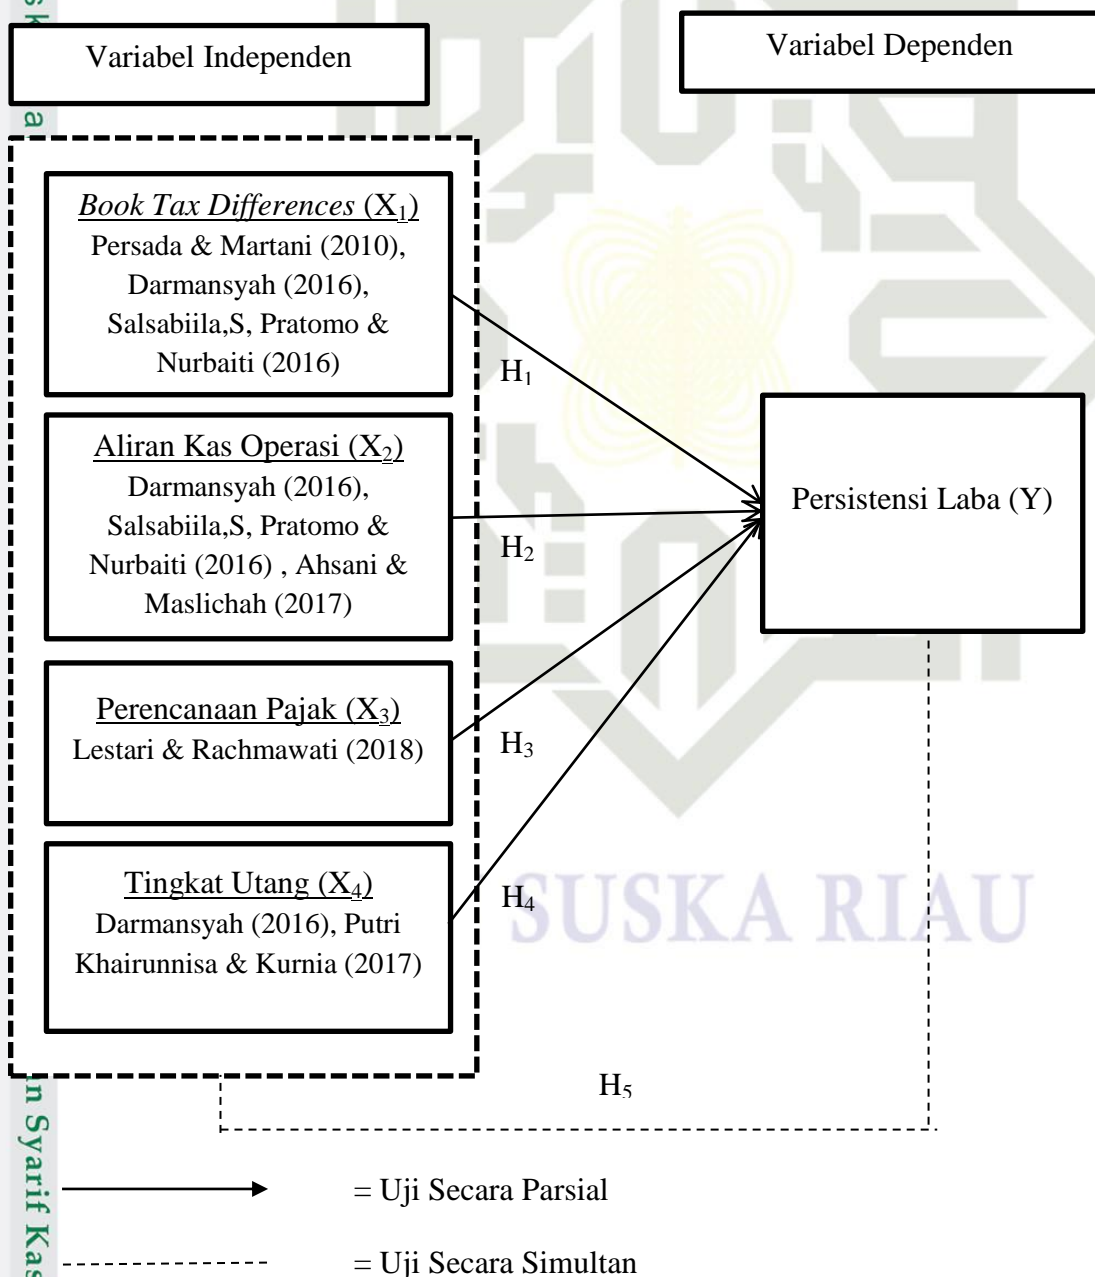 Variabel Independen
Variabel Dependen
Book Tax Differences (X₁)
Persada & Martani (2010),
Darmansyah (2016),
Salsabiila,S, Pratomo &
Nurbaiti (2016)
Aliran Kas Operasi (X₂)
Darmansyah (2016),
Salsabiila,S, Pratomo &
Nurbaiti (2016) , Ahsani &
Maslichah (2017)
Perencanaan Pajak (X₃)
Lestari & Rachmawati (2018)
Tingkat Utang (X₄)
Darmansyah (2016), Putri
Khairunnisa & Kurnia (2017)
H₁
H₂
H₃
H₄
Persistensi Laba (Y)
H₅
SUSKA RIAU
= Uji Secara Parsial
= Uji Secara Simultan
Syarif Kas